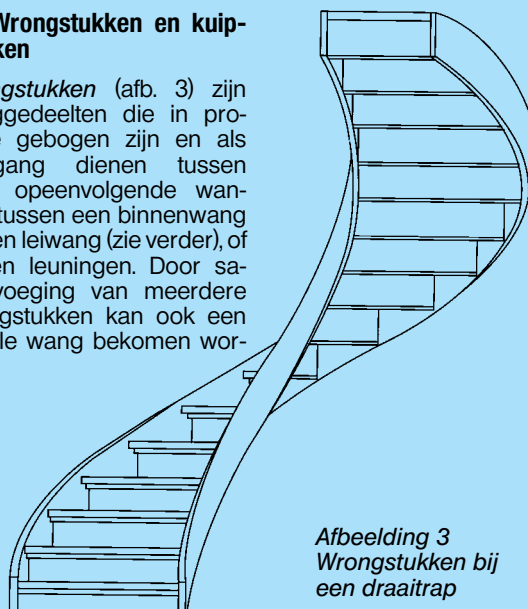 Wrongstukken en kuip-
ken
ngstukken (afb. 3) zijn
ggedeelten die in pro-
gebogen zijn en als
gang dienen tussen
opeenvolgende wan-
tussen een binnenwang
en leiwang (zie verder), of
en leuningen. Door sa-
voeging van meerdere
gstukken kan ook een
le wang bekomen wor-
Afbeelding 3
Wrongstukken bij
een draaitrap